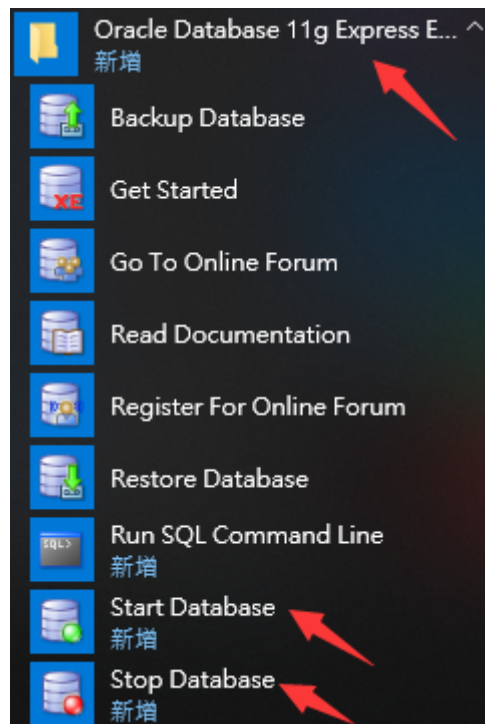 Oracle Database 11g Express E...
新增
Backup Database
Get Started
Go To Online Forum
Read Documentation
Register For Online Forum
Restore Database
Run SQL Command Line
新增
Start Database
新增
Stop Database
新增